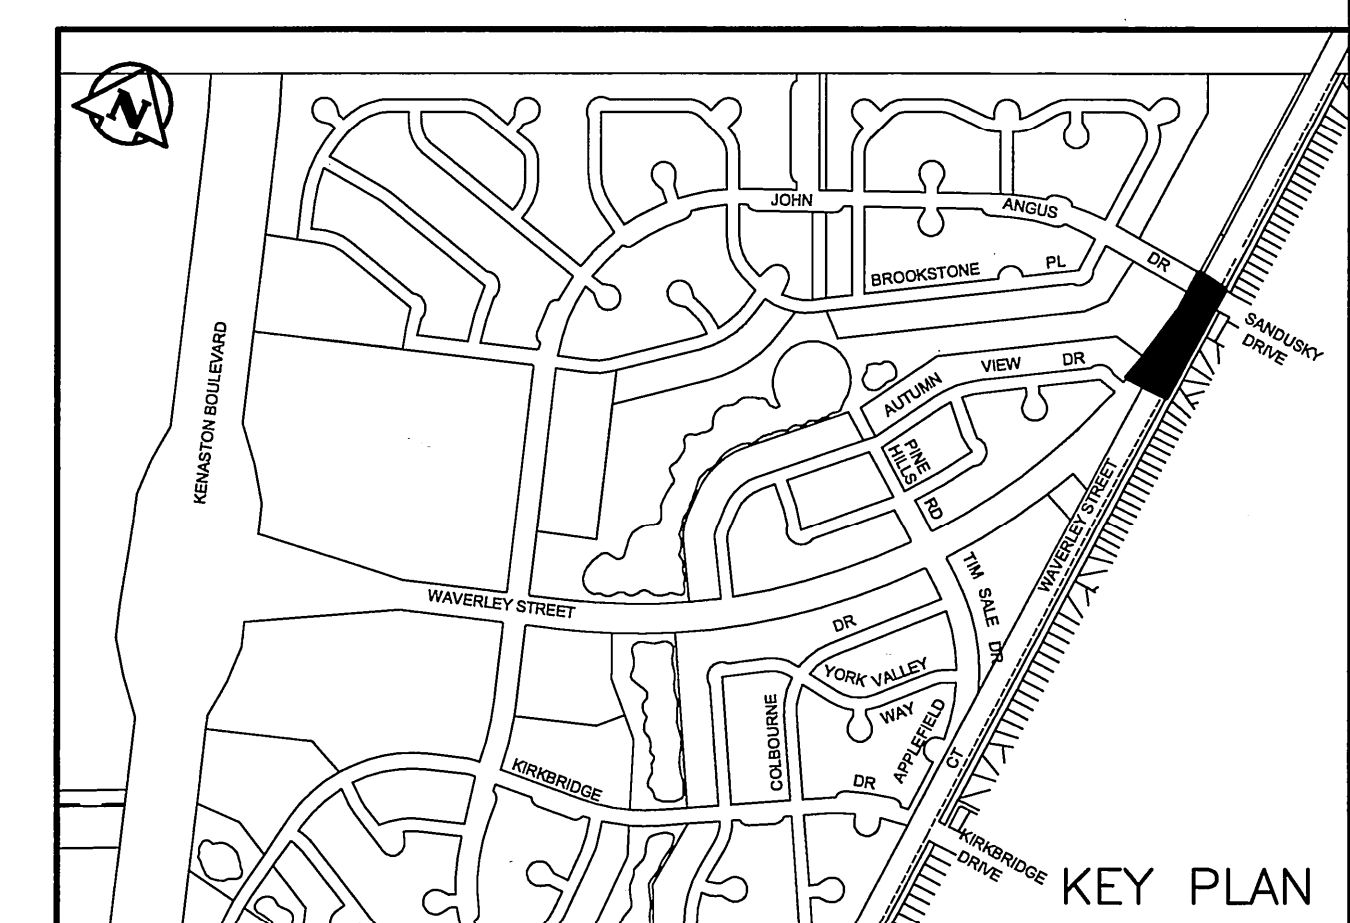 N
JOHN
ANGUS
DR
BROOKSTONE
PL
SANDUSKY
DRIVE
KENASTON BOULEVARD
AUTUMN
VIEW
DR
PINE
HILLS
RD
WAVERLEY STREET
WAVERLEY STREET
TIM SALE DR
DR
YORK VALLEY
WAY
COLBOURNE
DR
APPLEFIELD
CT
KIRKBRIDGE
KIRKBRIDGE
DRIVE
KEY PLAN